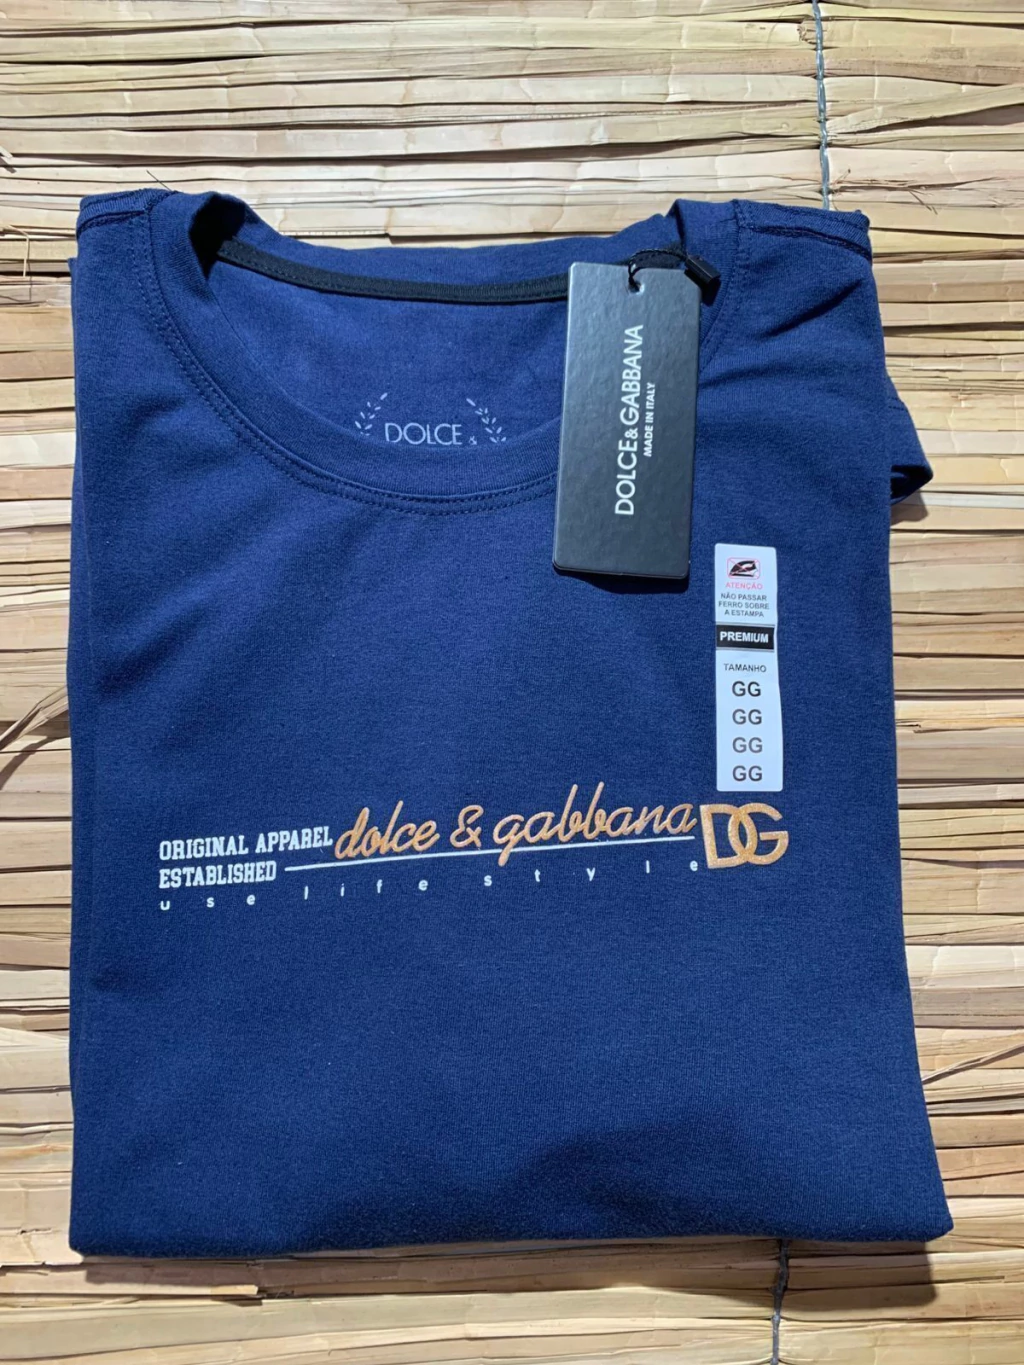 DOLCE &
DOLCE & GABBANA
MADE IN ITALY
ATENÇÃO
NÃO PASSAR
FERRO SOBRE
A ESTAMPA
PREMIUM
TAMANHO
GG
GG
GG
GG
ORIGINAL APPAREL dolce & gabbana DG
ESTABLISHED
use life style